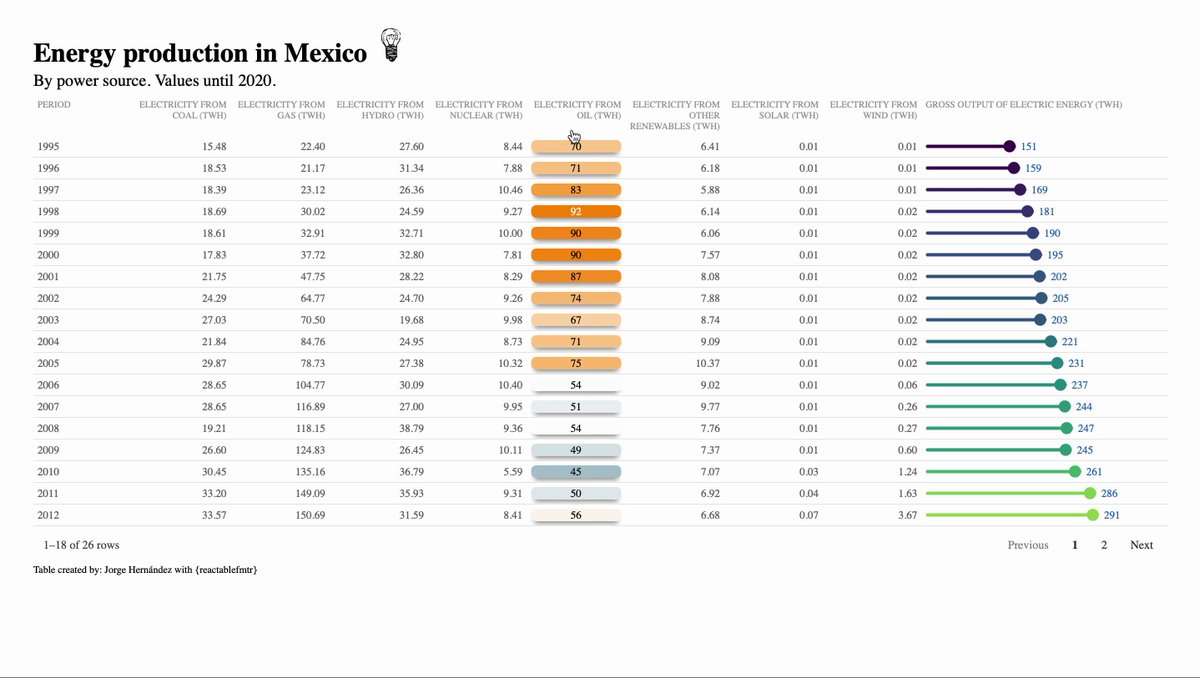 Energy production in Mexico
By power source. Values until 2020.
PERIOD ELECTRICITY FROM COAL (TWH) ELECTRICITY FROM GAS (TWH) ELECTRICITY FROM HYDRO (TWH) ELECTRICITY FROM NUCLEAR (TWH) ELECTRICITY FROM OIL (TWH) ELECTRICITY FROM OTHER RENEWABLES (TWH) ELECTRICITY FROM SOLAR (TWH) ELECTRICITY FROM WIND (TWH) GROSS OUTPUT OF ELECTRIC ENERGY (TWH)
1995 15.48 22.40 27.60 8.44 70 6.41 0.01 0.01 151
1996 18.53 21.17 31.34 7.88 71 6.18 0.01 0.01 159
1997 18.39 23.12 26.36 10.46 83 5.88 0.01 0.01 169
1998 18.69 30.02 24.59 9.27 92 6.14 0.01 0.02 181
1999 18.61 32.91 32.71 10.00 90 6.06 0.01 0.02 190
2000 17.83 37.72 32.80 7.81 90 7.57 0.01 0.02 195
2001 21.75 47.75 28.22 8.29 87 8.08 0.01 0.02 202
2002 24.29 64.77 24.70 9.26 74 7.88 0.01 0.02 205
2003 27.03 70.50 19.68 9.98 67 8.74 0.01 0.02 203
2004 21.84 84.76 24.95 8.73 71 9.09 0.01 0.02 221
2005 29.87 78.73 27.38 10.32 75 10.37 0.01 0.02 231
2006 28.65 104.77 30.09 10.40 54 9.02 0.01 0.06 237
2007 28.65 116.89 27.00 9.95 51 9.77 0.01 0.26 244
2008 19.21 118.15 38.79 9.36 54 7.76 0.01 0.27 247
2009 26.60 124.83 26.45 10.11 49 7.37 0.01 0.60 245
2010 30.45 135.16 36.79 5.59 45 7.07 0.03 1.24 261
2011 33.20 149.09 35.93 9.31 50 6.92 0.04 1.63 286
2012 33.57 150.69 31.59 8.41 56 6.68 0.07 3.67 291
1–18 of 26 rows Previous 1 2 Next
Table created by: Jorge Hernández with {reactablefmtr}